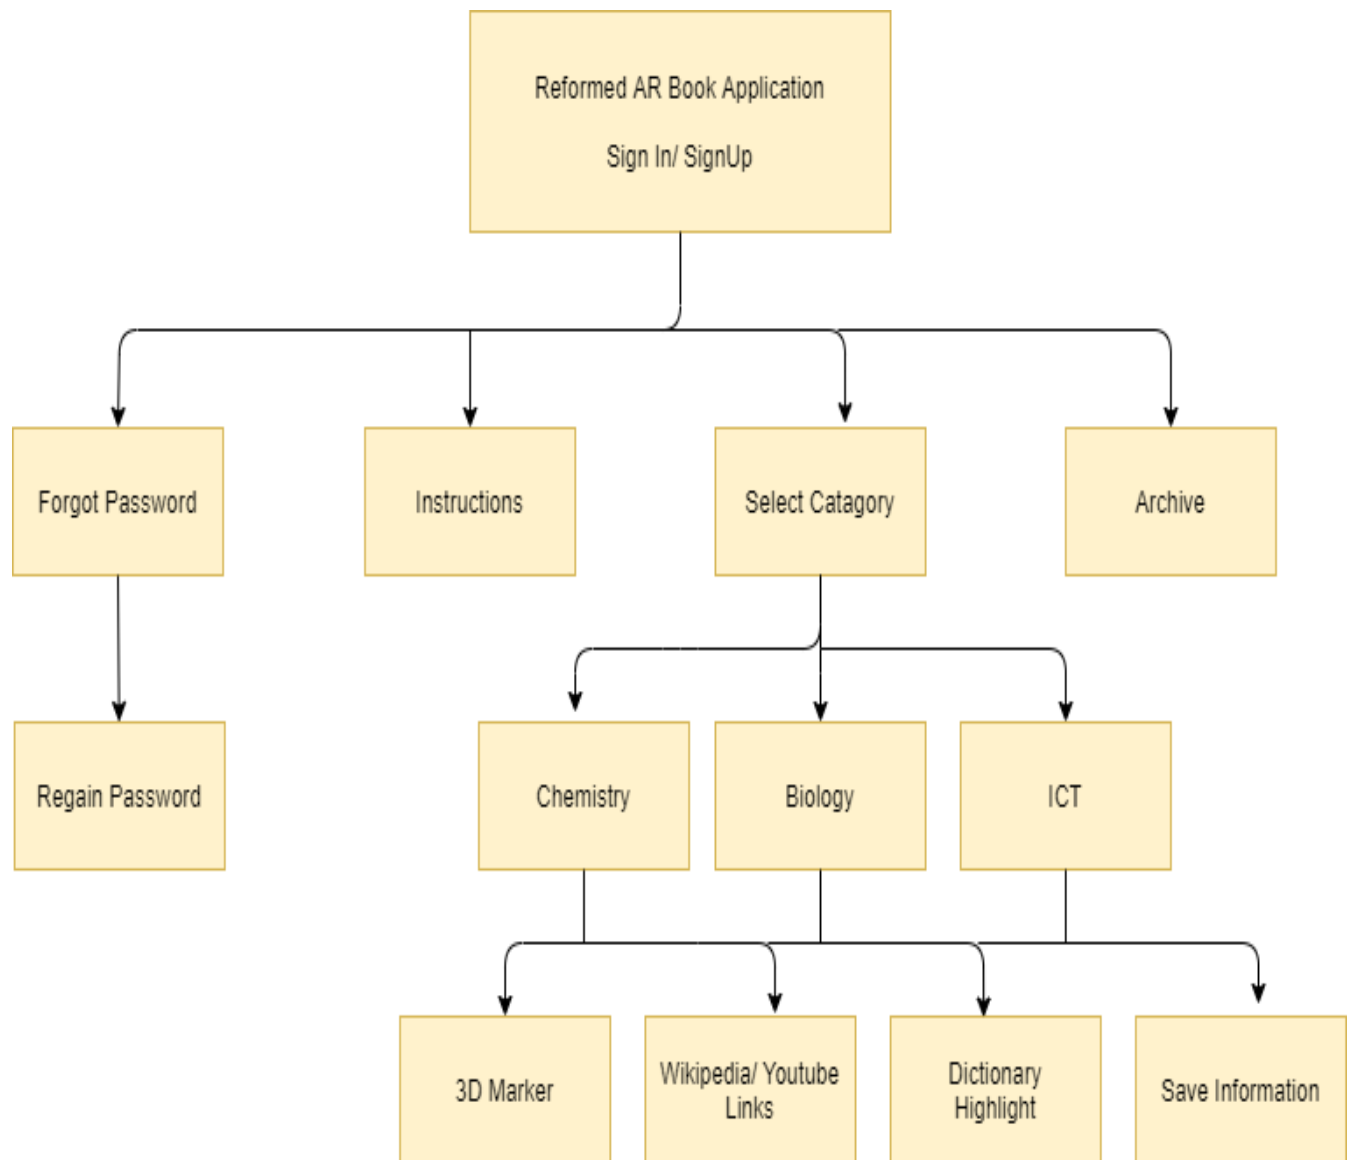 Reformed AR Book Application
Sign In/ SignUp
Forgot Password
Instructions
Select Catagory
Archive
Regain Password
Chemistry
Biology
ICT
3D Marker
Wikipedia/ Youtube
Links
Dictionary
Highlight
Save Information